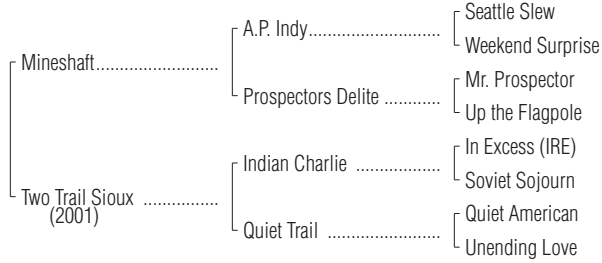 Seattle Slew
A.P. Indy..............................
Weekend Surprise
Mineshaft............................
Mr. Prospector
Prospectors Delite .............
Up the Flagpole
In Excess (IRE)
Indian Charlie ...................
Soviet Sojourn
Two Trail Sioux .................
(2001)
Quiet American
Quiet Trail ..........................
Unending Love